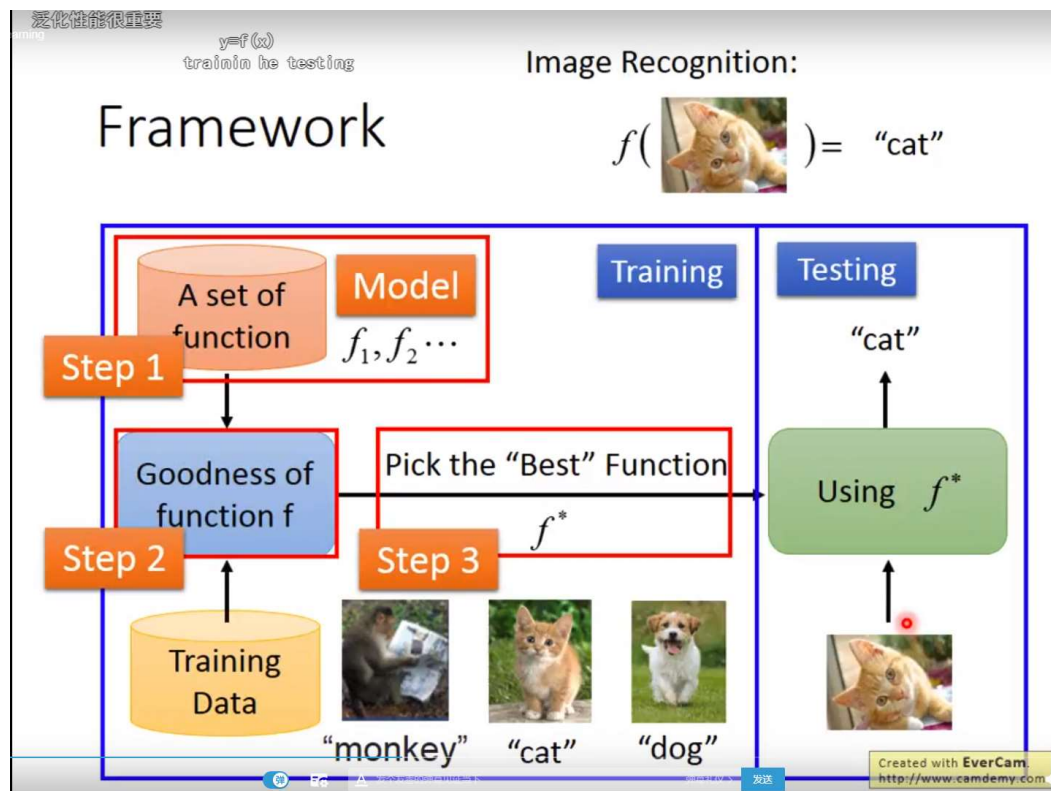 泛化性能很重要
y=f(x)
trainin he testing
Image Recognition:
Framework
f( )= “cat”
A set of
function
Model
f₁, f₂ ⋯
Training
Testing
Step 1
“cat”
Goodness of
function f
Pick the “Best” Function
f*
Using f*
Step 2
Step 3
Training
Data
“monkey”
“cat”
“dog”
Created with EverCam.
http://www.camdemy.com
弹
发送